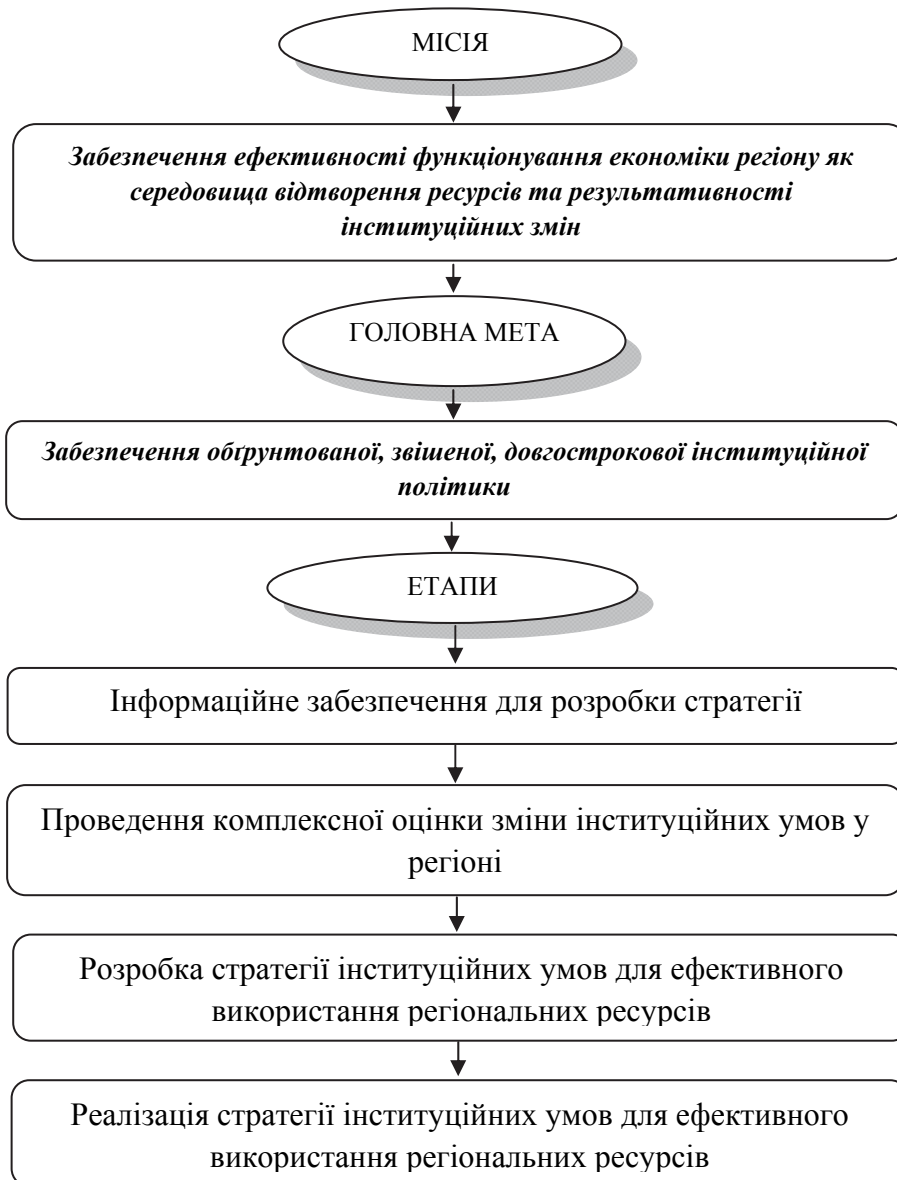 МІСІЯ
Забезпечення ефективності функціонування економіки регіону як
середовища відтворення ресурсів та результативності
інституційних змін
ГОЛОВНА МЕТА
Забезпечення обґрунтованої, звішеної, довгострокової інституційної
політики
ЕТАПИ
Інформаційне забезпечення для розробки стратегії
Проведення комплексної оцінки зміни інституційних умов у
регіоні
Розробка стратегії інституційних умов для ефективного
використання регіональних ресурсів
Реалізація стратегії інституційних умов для ефективного
використання регіональних ресурсів